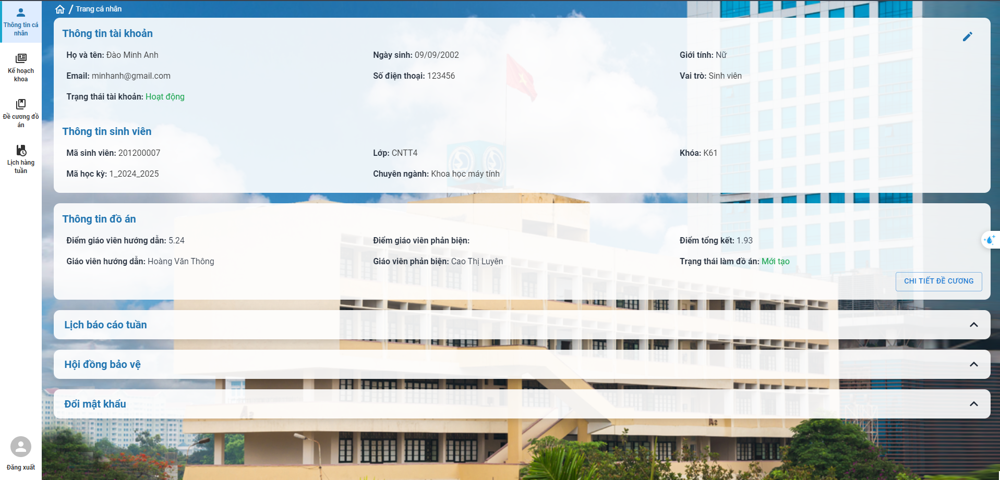 Thông tin cá
nhân
Kế hoạch
khoa
Đề cương đồ
án
Lịch hàng
tuần
Đăng xuất
/ Trang cá nhân
Thông tin tài khoản
Họ và tên: Đào Minh Anh
Ngày sinh: 09/09/2002
Giới tính: Nữ
Email: minhanh@gmail.com
Số điện thoại: 123456
Vai trò: Sinh viên
Trạng thái tài khoản: Hoạt động
Thông tin sinh viên
Mã sinh viên: 201200007
Lớp: CNTT4
Khóa: K61
Mã học kỳ: 1_2024_2025
Chuyên ngành: Khoa học máy tính
Thông tin đồ án
Điểm giáo viên hướng dẫn: 5.24
Điểm giáo viên phản biện:
Điểm tổng kết: 1.93
Giáo viên hướng dẫn: Hoàng Văn Thông
Giáo viên phản biện: Cao Thị Luyên
Trạng thái làm đồ án: Mới tạo
CHI TIẾT ĐỀ CƯƠNG
Lịch báo cáo tuần
Hội đồng bảo vệ
Đổi mật khẩu
A2